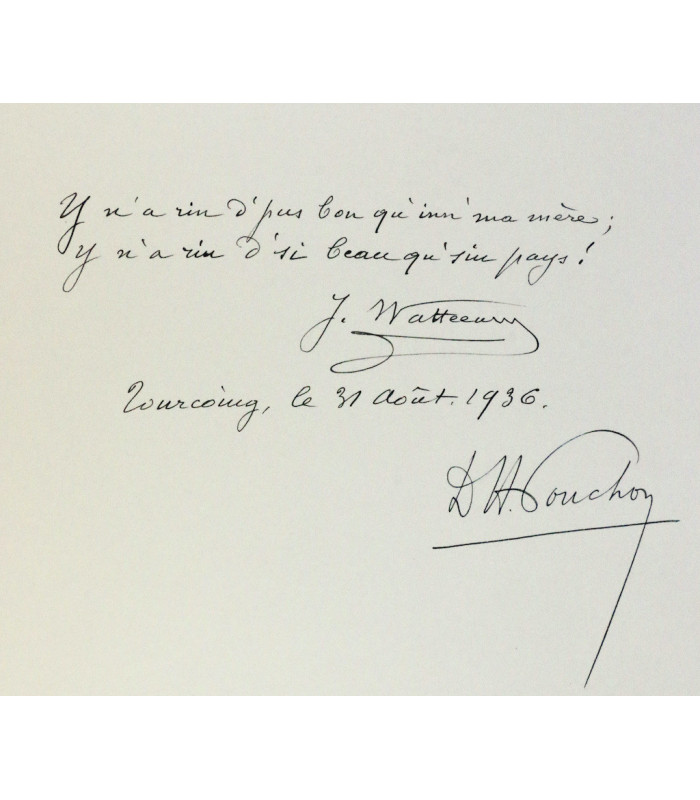 Y n'a rin d'pus bon qu'inn' ma mère;
y n'a rin d'si beau qu'sin pays!
J. Watteeuw
Tourcoing, le 31 Août. 1936.
D H. Pouchon